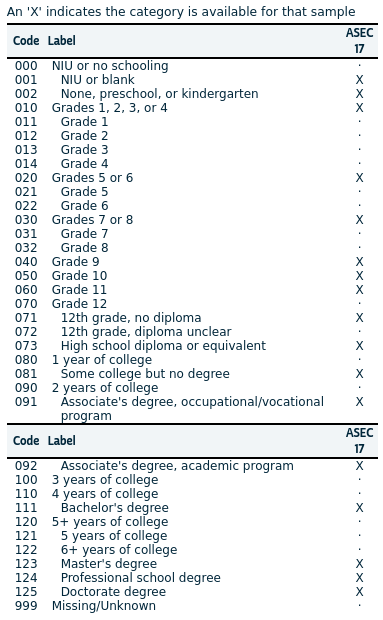 An 'X' indicates the category is available for that sample
Code Label ASEC 17
000 NIU or no schooling ·
001 NIU or blank X
002 None, preschool, or kindergarten X
010 Grades 1, 2, 3, or 4 X
011 Grade 1 ·
012 Grade 2 ·
013 Grade 3 ·
014 Grade 4 ·
020 Grades 5 or 6 X
021 Grade 5 ·
022 Grade 6 ·
030 Grades 7 or 8 X
031 Grade 7 ·
032 Grade 8 ·
040 Grade 9 X
050 Grade 10 X
060 Grade 11 X
070 Grade 12 ·
071 12th grade, no diploma X
072 12th grade, diploma unclear ·
073 High school diploma or equivalent X
080 1 year of college ·
081 Some college but no degree X
090 2 years of college ·
091 Associate's degree, occupational/vocational X
program
Code Label ASEC 17
092 Associate's degree, academic program X
100 3 years of college ·
110 4 years of college ·
111 Bachelor's degree X
120 5+ years of college ·
121 5 years of college ·
122 6+ years of college ·
123 Master's degree X
124 Professional school degree X
125 Doctorate degree X
999 Missing/Unknown ·